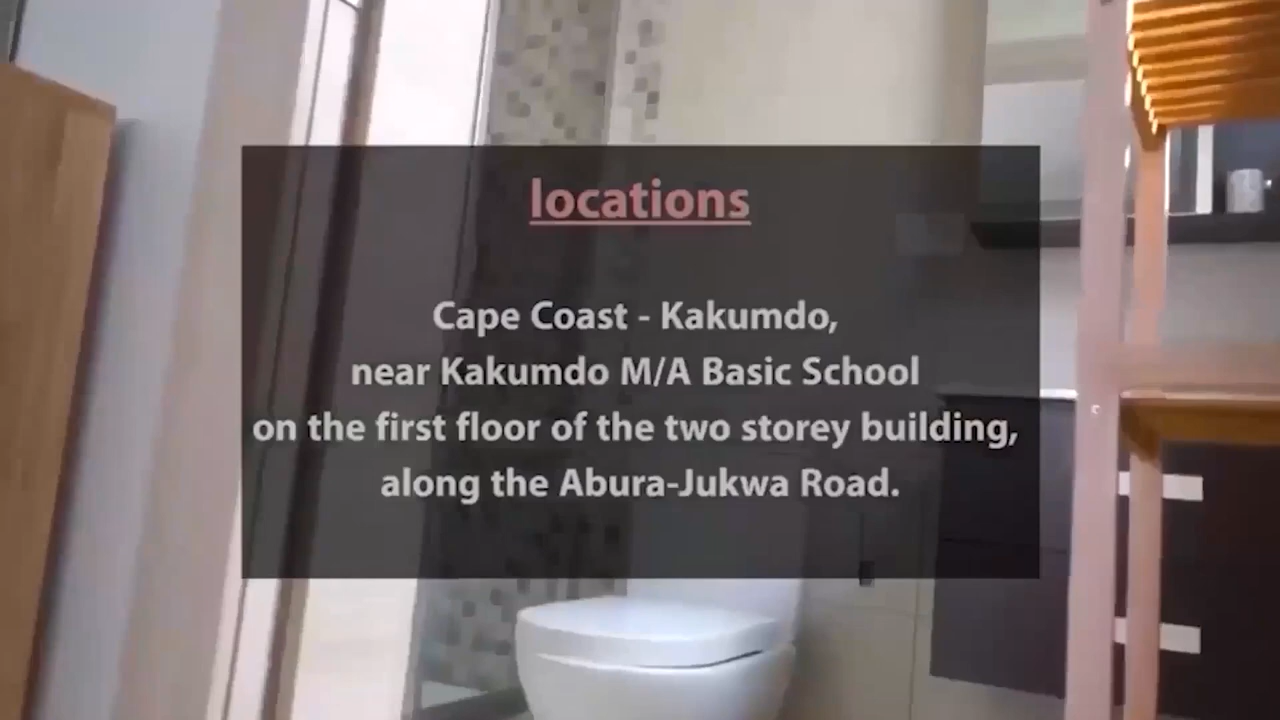 locations
Cape Coast - Kakumdo,
near Kakumdo M/A Basic School
on the first floor of the two storey building,
along the Abura-Jukwa Road.